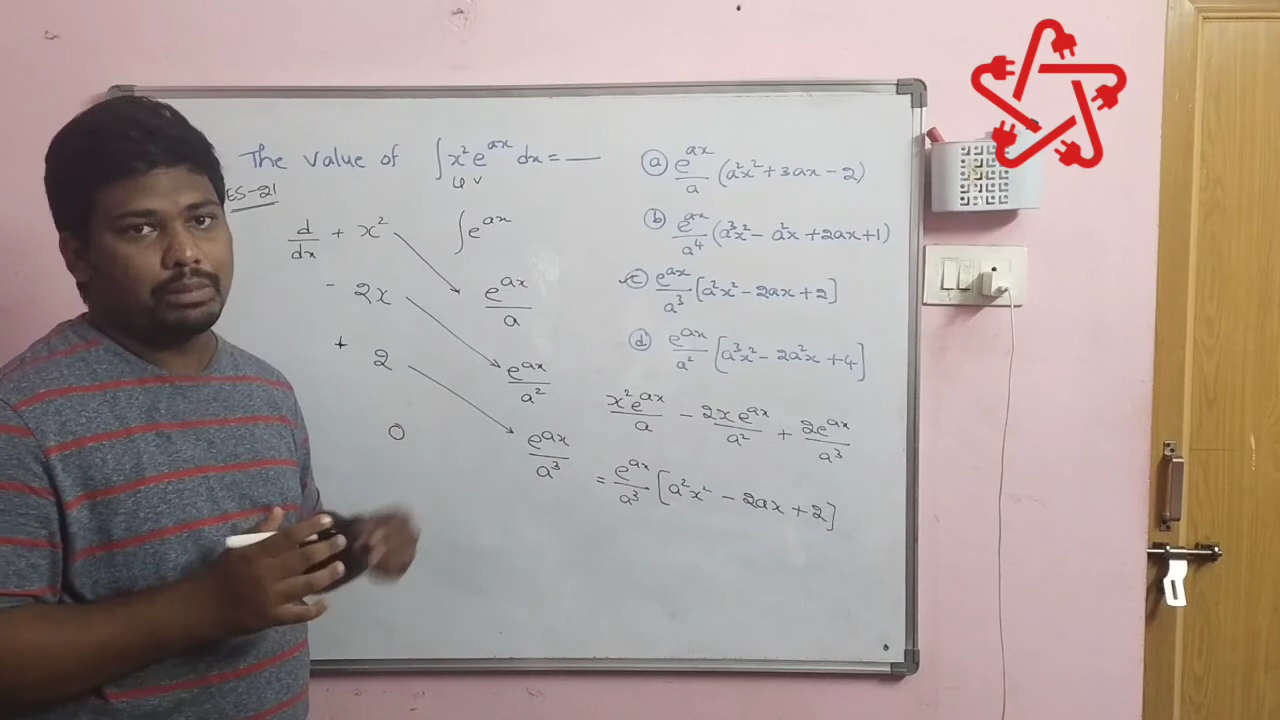 The value of ∫ x² e^{ax} dx = __
u v
ES-21
d/dx + x² ∫ e^{ax}
- 2x e^{ax}/a
+ 2 e^{ax}/a²
0 e^{ax}/a³
(a) e^{ax}/a (a²x² + 3ax - 2)
(b) e^{ax}/a⁴ (a³x² - a²x + 2ax + 1)
(c) e^{ax}/a³ [a²x² - 2ax + 2]
(d) e^{ax}/a² [a³x² - 2a²x + 4]
x²e^{ax}/a - 2xe^{ax}/a² + 2e^{ax}/a³
= e^{ax}/a³ [a²x² - 2ax + 2]